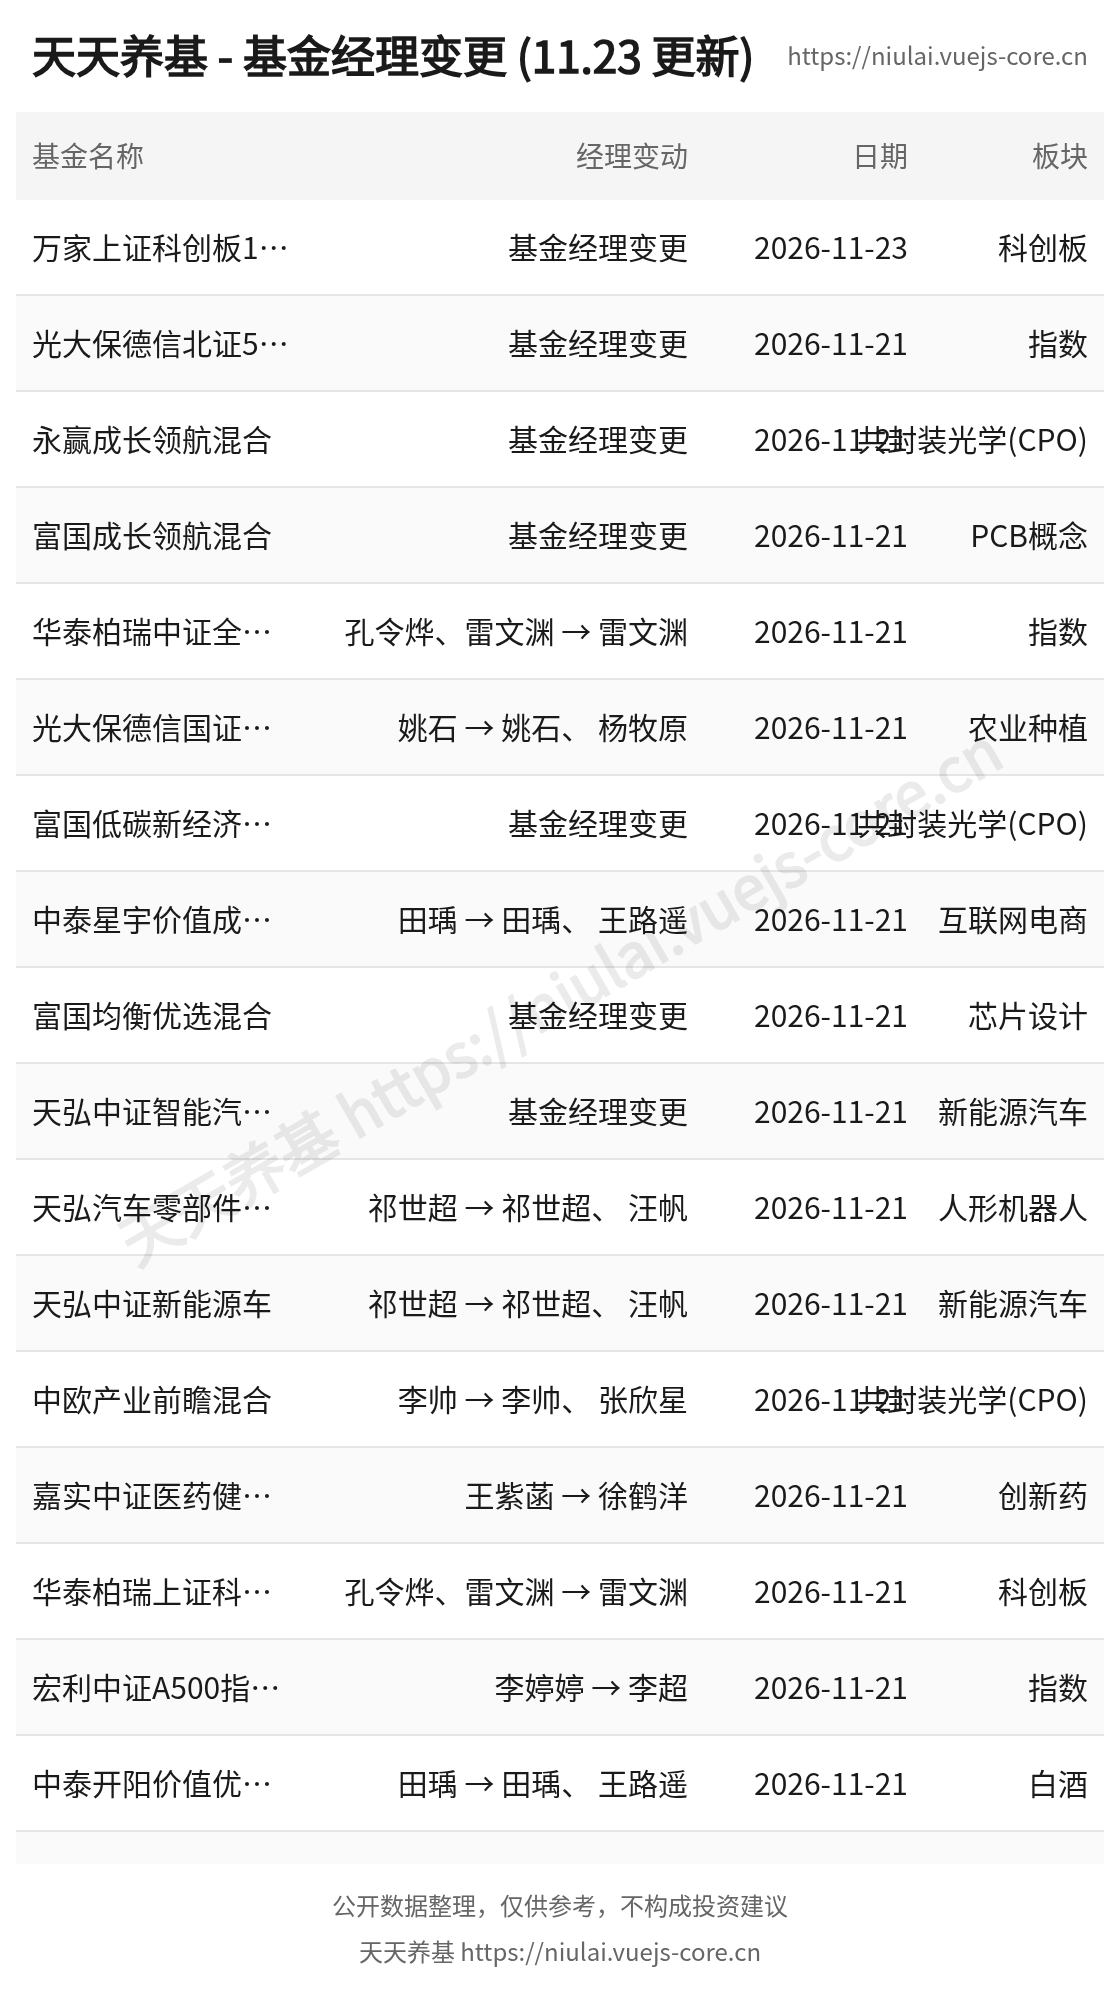 天天养基 - 基金经理变更 (11.23 更新) https://niulai.vuejs-core.cn
基金名称 经理变动 日期 板块
万家上证科创板1··· 基金经理变更 2026-11-23 科创板
光大保德信北证5··· 基金经理变更 2026-11-21 指数
永赢成长领航混合 基金经理变更 2026-11-21 共封装光学(CPO)
富国成长领航混合 基金经理变更 2026-11-21 PCB概念
华泰柏瑞中证全··· 孔令烨、雷文渊 → 雷文渊 2026-11-21 指数
光大保德信国证··· 姚石 → 姚石、 杨牧原 2026-11-21 农业种植
富国低碳新经济··· 基金经理变更 2026-11-21 共封装光学(CPO)
中泰星宇价值成··· 田瑀 → 田瑀、 王路遥 2026-11-21 互联网电商
富国均衡优选混合 基金经理变更 2026-11-21 芯片设计
天弘中证智能汽··· 基金经理变更 2026-11-21 新能源汽车
天弘汽车零部件··· 祁世超 → 祁世超、 汪帆 2026-11-21 人形机器人
天弘中证新能源车 祁世超 → 祁世超、 汪帆 2026-11-21 新能源汽车
中欧产业前瞻混合 李帅 → 李帅、 张欣星 2026-11-21 共封装光学(CPO)
嘉实中证医药健··· 王紫菡 → 徐鹤洋 2026-11-21 创新药
华泰柏瑞上证科··· 孔令烨、雷文渊 → 雷文渊 2026-11-21 科创板
宏利中证A500指··· 李婷婷 → 李超 2026-11-21 指数
中泰开阳价值优··· 田瑀 → 田瑀、 王路遥 2026-11-21 白酒
天天养基 https://niulai.vuejs-core.cn
公开数据整理，仅供参考，不构成投资建议
天天养基 https://niulai.vuejs-core.cn